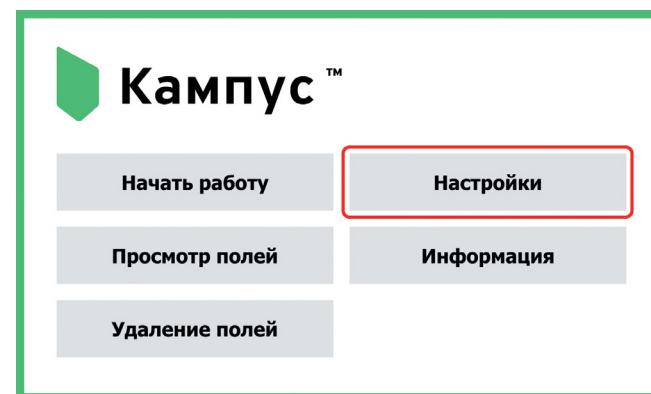 Кампус™
Начать работу
Настройки
Просмотр полей
Информация
Удаление полей